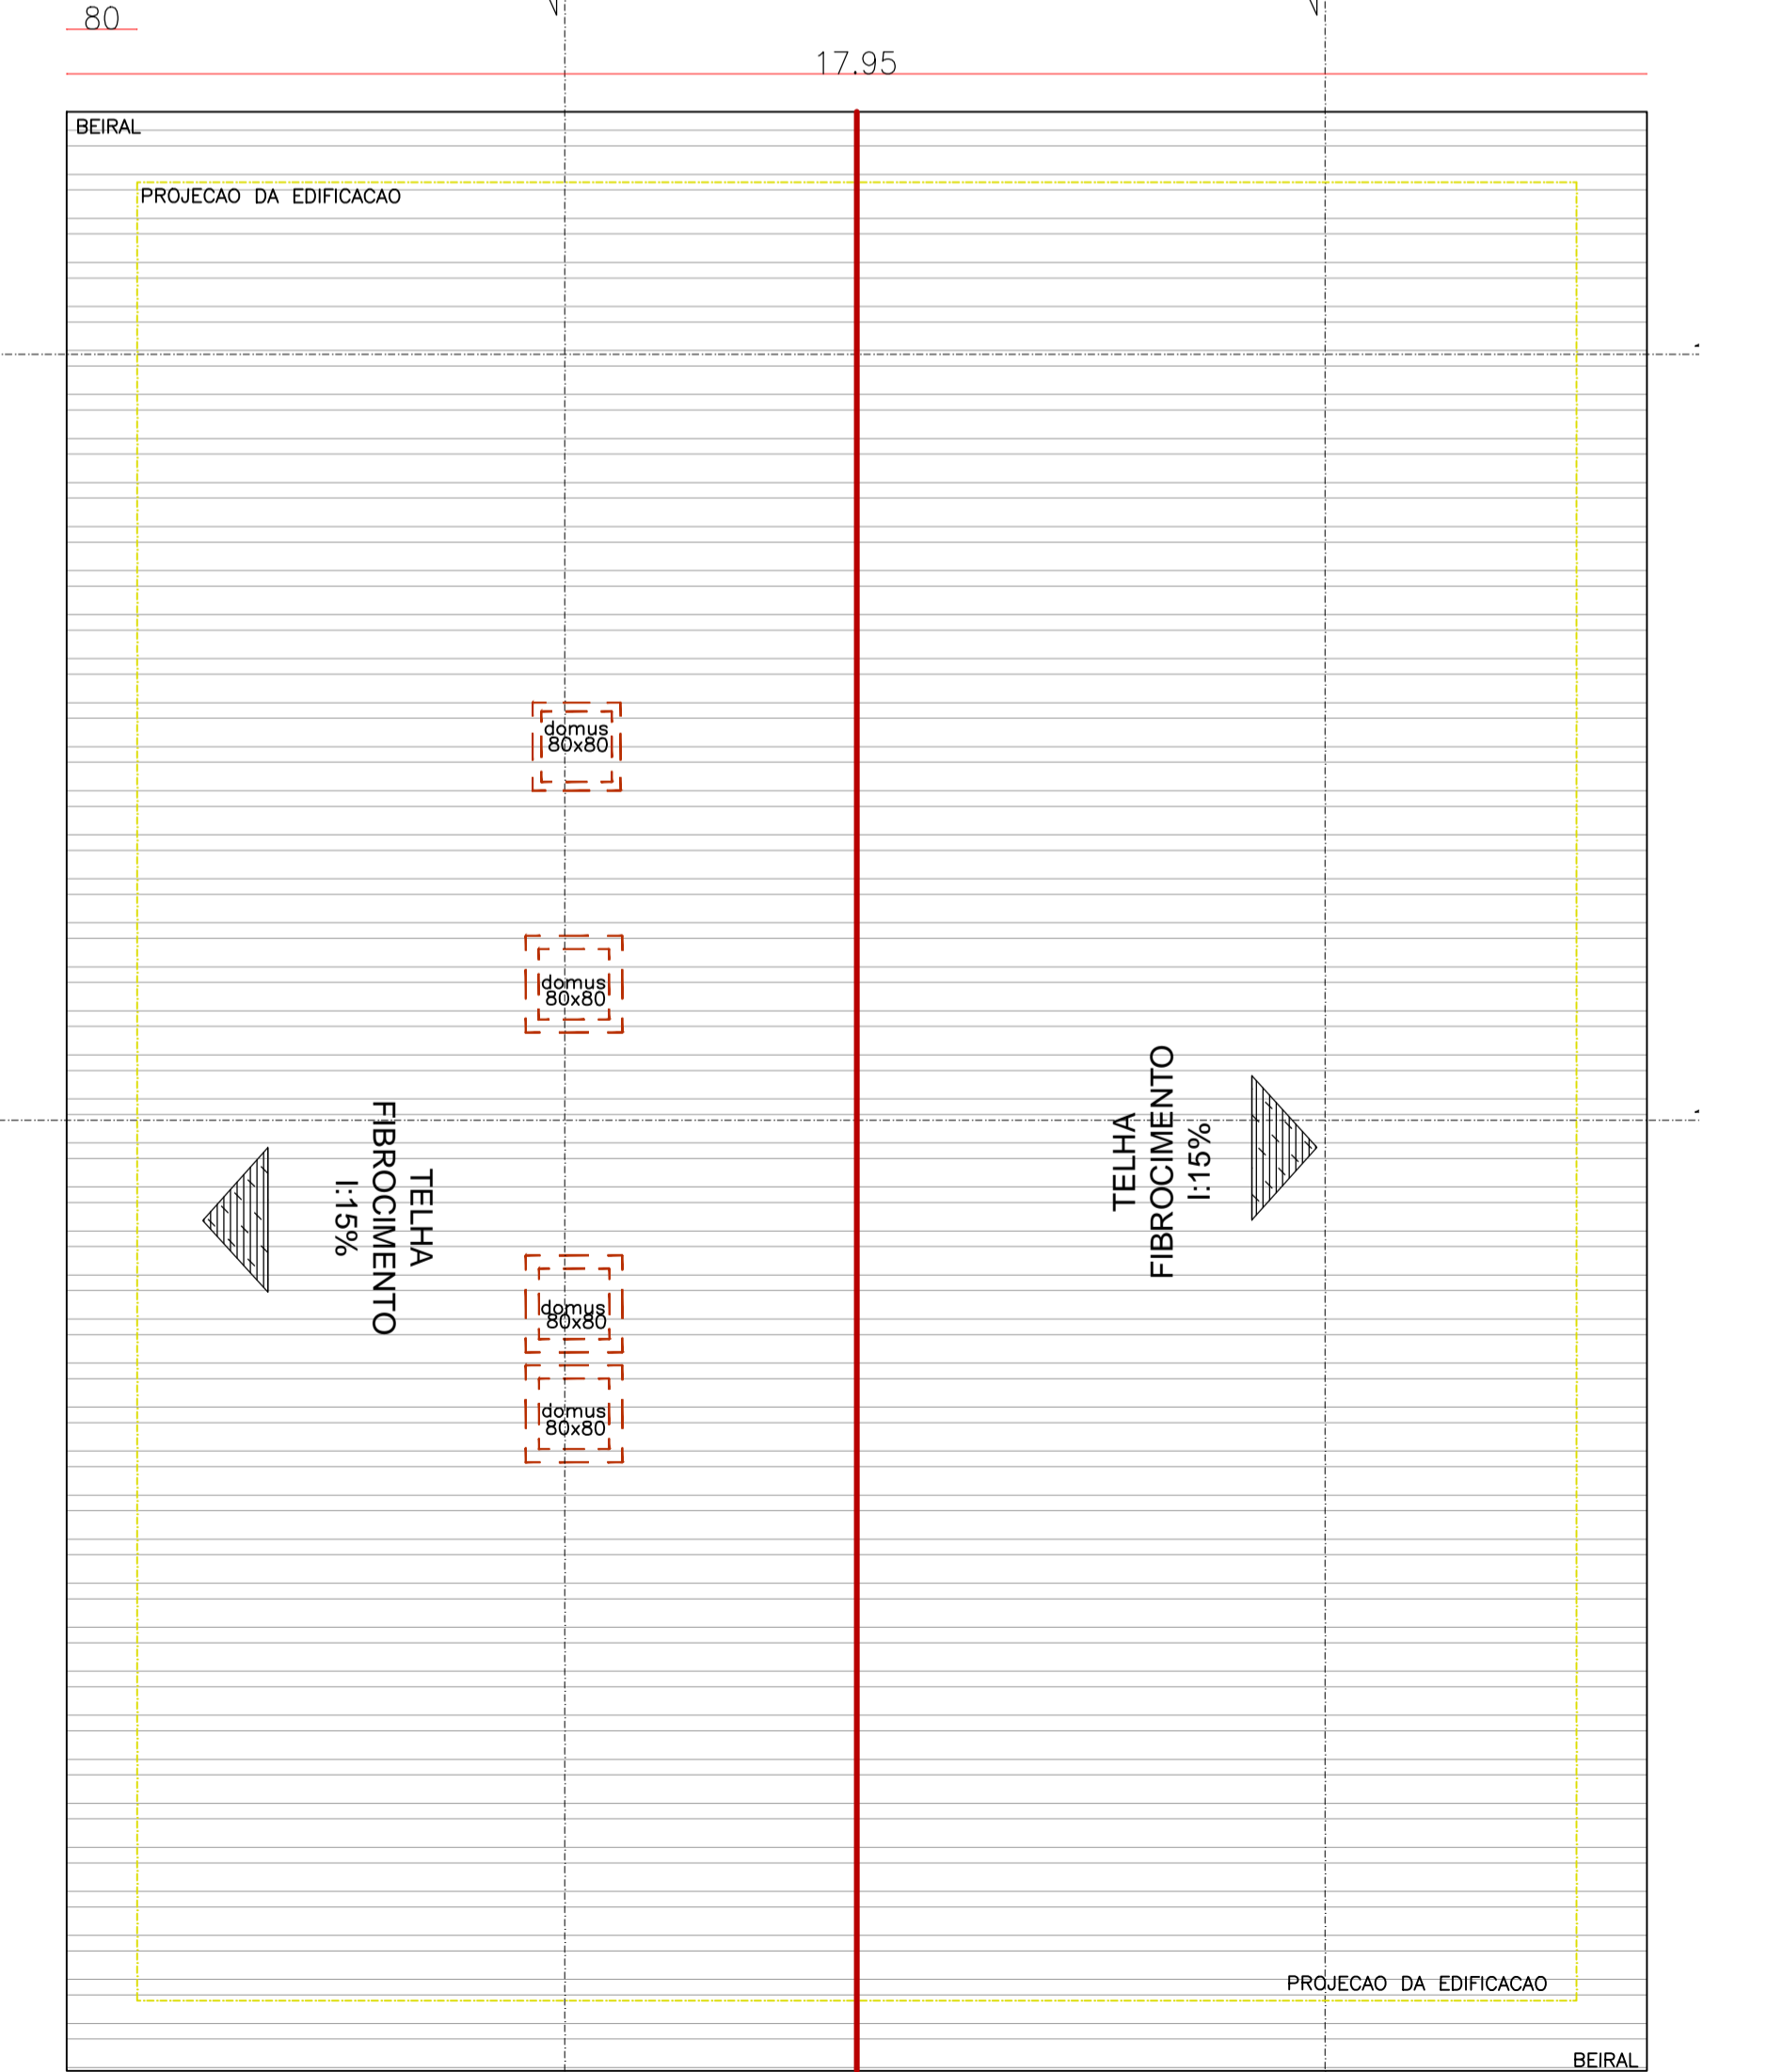 80
17.95
BEIRAL
PROJECAO DA EDIFICACAO
domus
80x80
domus
80x80
TELHA
FIBROCIMENTO
I:15%
TELHA
FIBROCIMENTO
I:15%
domus
80x80
domus
80x80
PROJECAO DA EDIFICACAO
BEIRAL